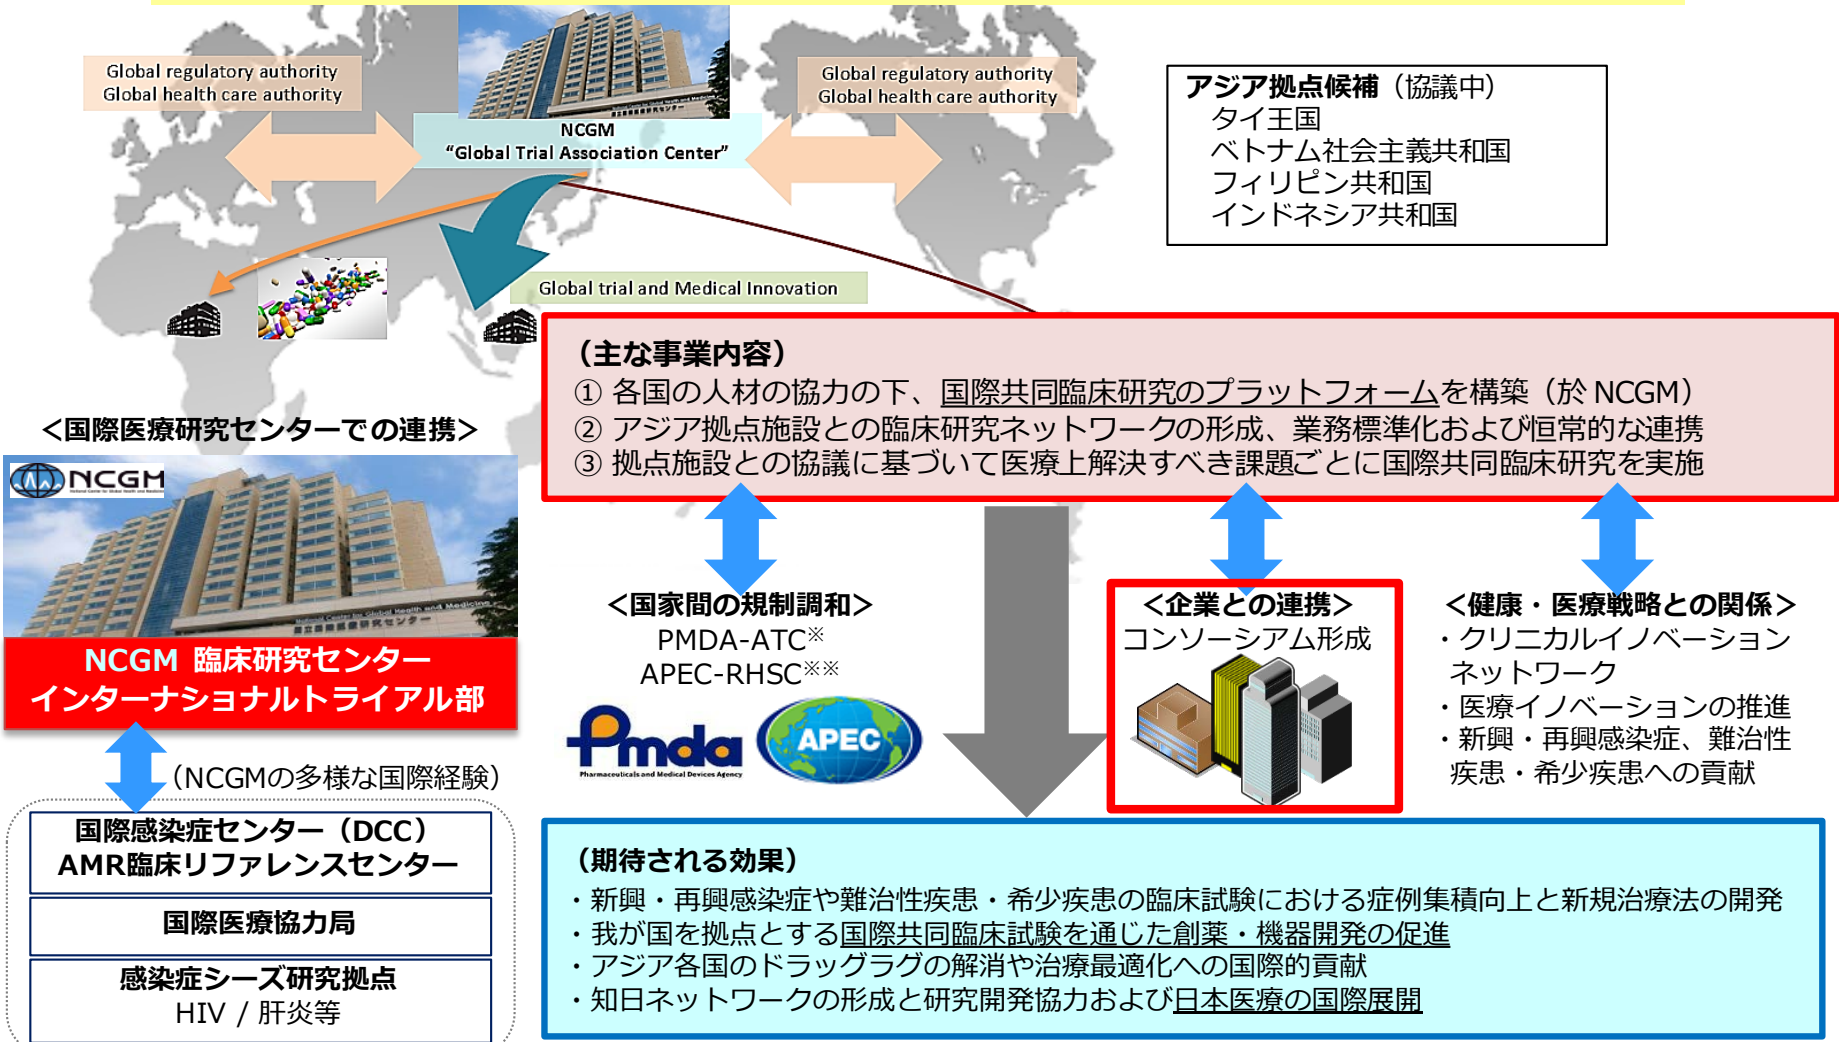 Global regulatory authority
Global health care authority
NCGM
“Global Trial Association Center”
Global regulatory authority
Global health care authority
アジア拠点候補（協議中）
タイ王国
ベトナム社会主義共和国
フィリピン共和国
インドネシア共和国
Global trial and Medical Innovation
（主な事業内容）
① 各国の人材の協力の下、国際共同臨床研究のプラットフォームを構築（於 NCGM）
② アジア拠点施設との臨床研究ネットワークの形成、業務標準化および恒常的な連携
③ 拠点施設との協議に基づいて医療上解決すべき課題ごとに国際共同臨床研究を実施
＜国際医療研究センターでの連携＞
NCGM
National Center for Global Health and Medicine
National Center for Global Health and Medicine
国立国際医療研究センター
NCGM 臨床研究センター
インターナショナルトライアル部
（NCGMの多様な国際経験）
国際感染症センター（DCC）
AMR臨床リファレンスセンター
国際医療協力局
感染症シーズ研究拠点
HIV / 肝炎等
＜国家間の規制調和＞
PMDA-ATC※
APEC-RHSC※※
Pmda
Pharmaceuticals and Medical Devices Agency
APEC
＜企業との連携＞
コンソーシアム形成
＜健康・医療戦略との関係＞
・クリニカルイノベーション
ネットワーク
・医療イノベーションの推進
・新興・再興感染症、難治性
疾患・希少疾患への貢献
（期待される効果）
・新興・再興感染症や難治性疾患・希少疾患の臨床試験における症例集積向上と新規治療法の開発
・我が国を拠点とする国際共同臨床試験を通じた創薬・機器開発の促進
・アジア各国のドラッグラグの解消や治療最適化への国際的貢献
・知日ネットワークの形成と研究開発協力および日本医療の国際展開